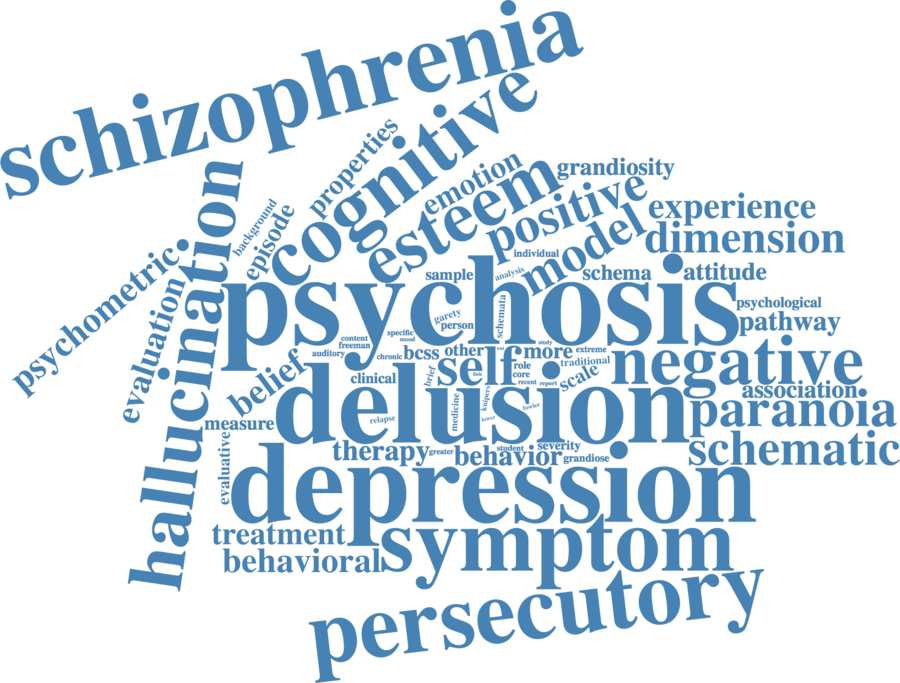 schizophrenia
cognitive
properties
hallucination
emotion
esteem
grandiosity
positive
background
episode
experience
dimension
model
psychometric
individual
psychosis
sample
analysis
schema
attitude
evaluation
schemata
psychological
garety
person
pathway
specific
mood
content
freeman
study
auditory
chronic
bcss
other
self
more
extreme
traditional
negative
role
core
belief
clinical
brief
link
recent
report
scale
association
delusion
medicine
kuipers
fowler
paranoia
measure
relapse
lower
schematic
evaluative
therapy
greater
behavior
student
severity
grandiose
depression
treatment
symptom
behavioral
persecutory